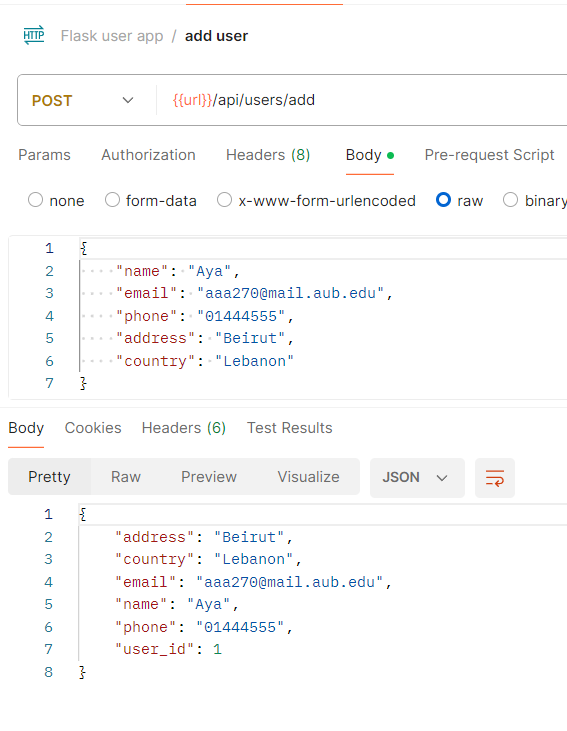 HTTP Flask user app / add user
POST {{url}}/api/users/add
Params Authorization Headers (8) Body Pre-request Script
none form-data x-www-form-urlencoded raw binary
1 {
2 "name": "Aya",
3 "email": "aaa270@mail.aub.edu",
4 "phone": "01444555",
5 "address": "Beirut",
6 "country": "Lebanon"
7 }
Body Cookies Headers (6) Test Results
Pretty Raw Preview Visualize JSON
1 {
2 "address": "Beirut",
3 "country": "Lebanon",
4 "email": "aaa270@mail.aub.edu",
5 "name": "Aya",
6 "phone": "01444555",
7 "user_id": 1
8 }